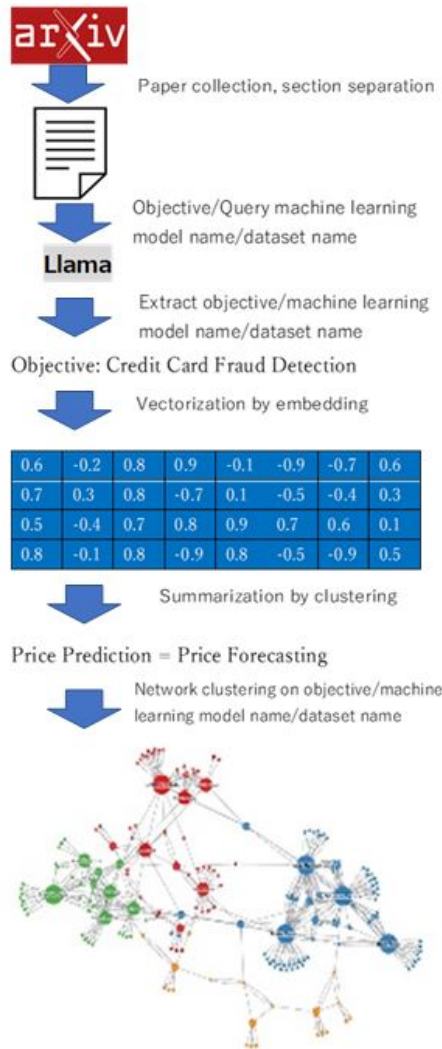 arXiv
Paper collection, section separation
Objective/Query machine learning
model name/dataset name
Llama
Extract objective/machine learning
model name/dataset name
Objective: Credit Card Fraud Detection
Vectorization by embedding
0.6 -0.2 0.8 0.9 -0.1 -0.9 -0.7 0.6
0.7 0.3 0.8 -0.7 0.1 -0.5 -0.4 0.3
0.5 -0.4 0.7 0.8 0.9 0.7 0.6 0.1
0.8 -0.1 0.8 -0.9 0.8 -0.5 -0.9 0.5
Summarization by clustering
Price Prediction = Price Forecasting
Network clustering on objective/machine
learning model name/dataset name